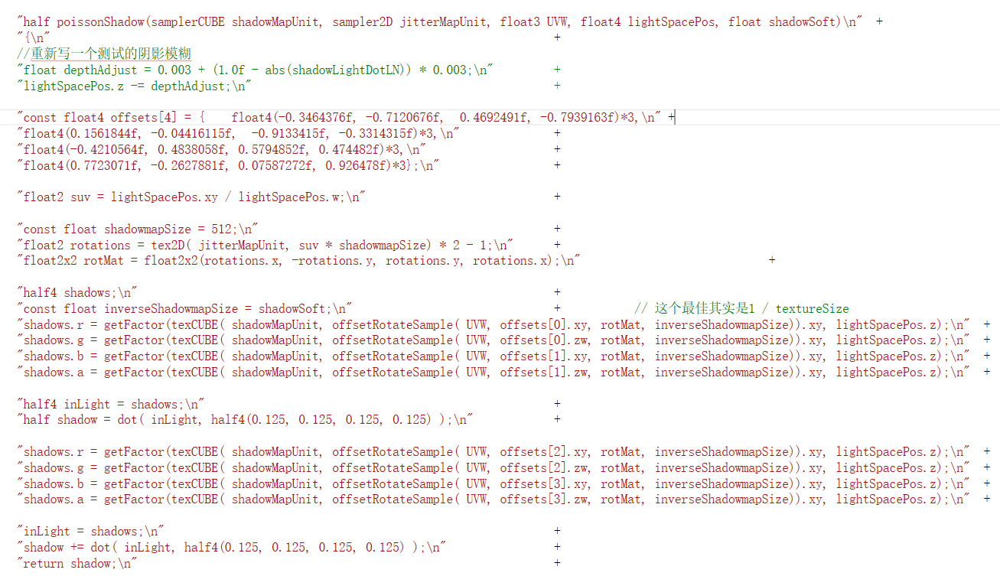 "half poissonShadow(samplerCUBE shadowMapUnit, sampler2D jitterMapUnit, float3 UVW, float4 lightSpacePos, float shadowSoft)\n" +
"{\n" +
//重新写一个测试的阴影模糊
"float depthAdjust = 0.003 + (1.0f - abs(shadowLightDotLN)) * 0.003;\n" +
"lightSpacePos.z -= depthAdjust;\n" +
"const float4 offsets[4] = { float4(-0.3464376f, -0.7120676f, 0.4692491f, -0.7939163f)*3,\n" +
"float4(0.1561844f, -0.04416115f, -0.9133415f, -0.3314315f)*3,\n" +
"float4(-0.4210564f, 0.4838058f, 0.5794852f, 0.474482f)*3,\n" +
"float4(0.7723071f, -0.2627881f, 0.07587272f, 0.926478f)*3};\n" +
"float2 suv = lightSpacePos.xy / lightSpacePos.w;\n" +
"const float shadowmapSize = 512;\n" +
"float2 rotations = tex2D( jitterMapUnit, suv * shadowmapSize) * 2 - 1;\n" +
"float2x2 rotMat = float2x2(rotations.x, -rotations.y, rotations.y, rotations.x);\n" +
"half4 shadows;\n" +
"const float inverseShadowmapSize = shadowSoft;\n" + // 这个最佳其实是1 / textureSize
"shadows.r = getFactor(texCUBE( shadowMapUnit, offsetRotateSample( UVW, offsets[0].xy, rotMat, inverseShadowmapSize)).xy, lightSpacePos.z);\n" +
"shadows.g = getFactor(texCUBE( shadowMapUnit, offsetRotateSample( UVW, offsets[0].zw, rotMat, inverseShadowmapSize)).xy, lightSpacePos.z);\n" +
"shadows.b = getFactor(texCUBE( shadowMapUnit, offsetRotateSample( UVW, offsets[1].xy, rotMat, inverseShadowmapSize)).xy, lightSpacePos.z);\n" +
"shadows.a = getFactor(texCUBE( shadowMapUnit, offsetRotateSample( UVW, offsets[1].zw, rotMat, inverseShadowmapSize)).xy, lightSpacePos.z);\n" +
"half4 inLight = shadows;\n" +
"half shadow = dot( inLight, half4(0.125, 0.125, 0.125, 0.125) );\n" +
"shadows.r = getFactor(texCUBE( shadowMapUnit, offsetRotateSample( UVW, offsets[2].xy, rotMat, inverseShadowmapSize)).xy, lightSpacePos.z);\n" +
"shadows.g = getFactor(texCUBE( shadowMapUnit, offsetRotateSample( UVW, offsets[2].zw, rotMat, inverseShadowmapSize)).xy, lightSpacePos.z);\n" +
"shadows.b = getFactor(texCUBE( shadowMapUnit, offsetRotateSample( UVW, offsets[3].xy, rotMat, inverseShadowmapSize)).xy, lightSpacePos.z);\n" +
"shadows.a = getFactor(texCUBE( shadowMapUnit, offsetRotateSample( UVW, offsets[3].zw, rotMat, inverseShadowmapSize)).xy, lightSpacePos.z);\n" +
"inLight = shadows;\n" +
"shadow += dot( inLight, half4(0.125, 0.125, 0.125, 0.125) );\n" +
"return shadow;\n" +